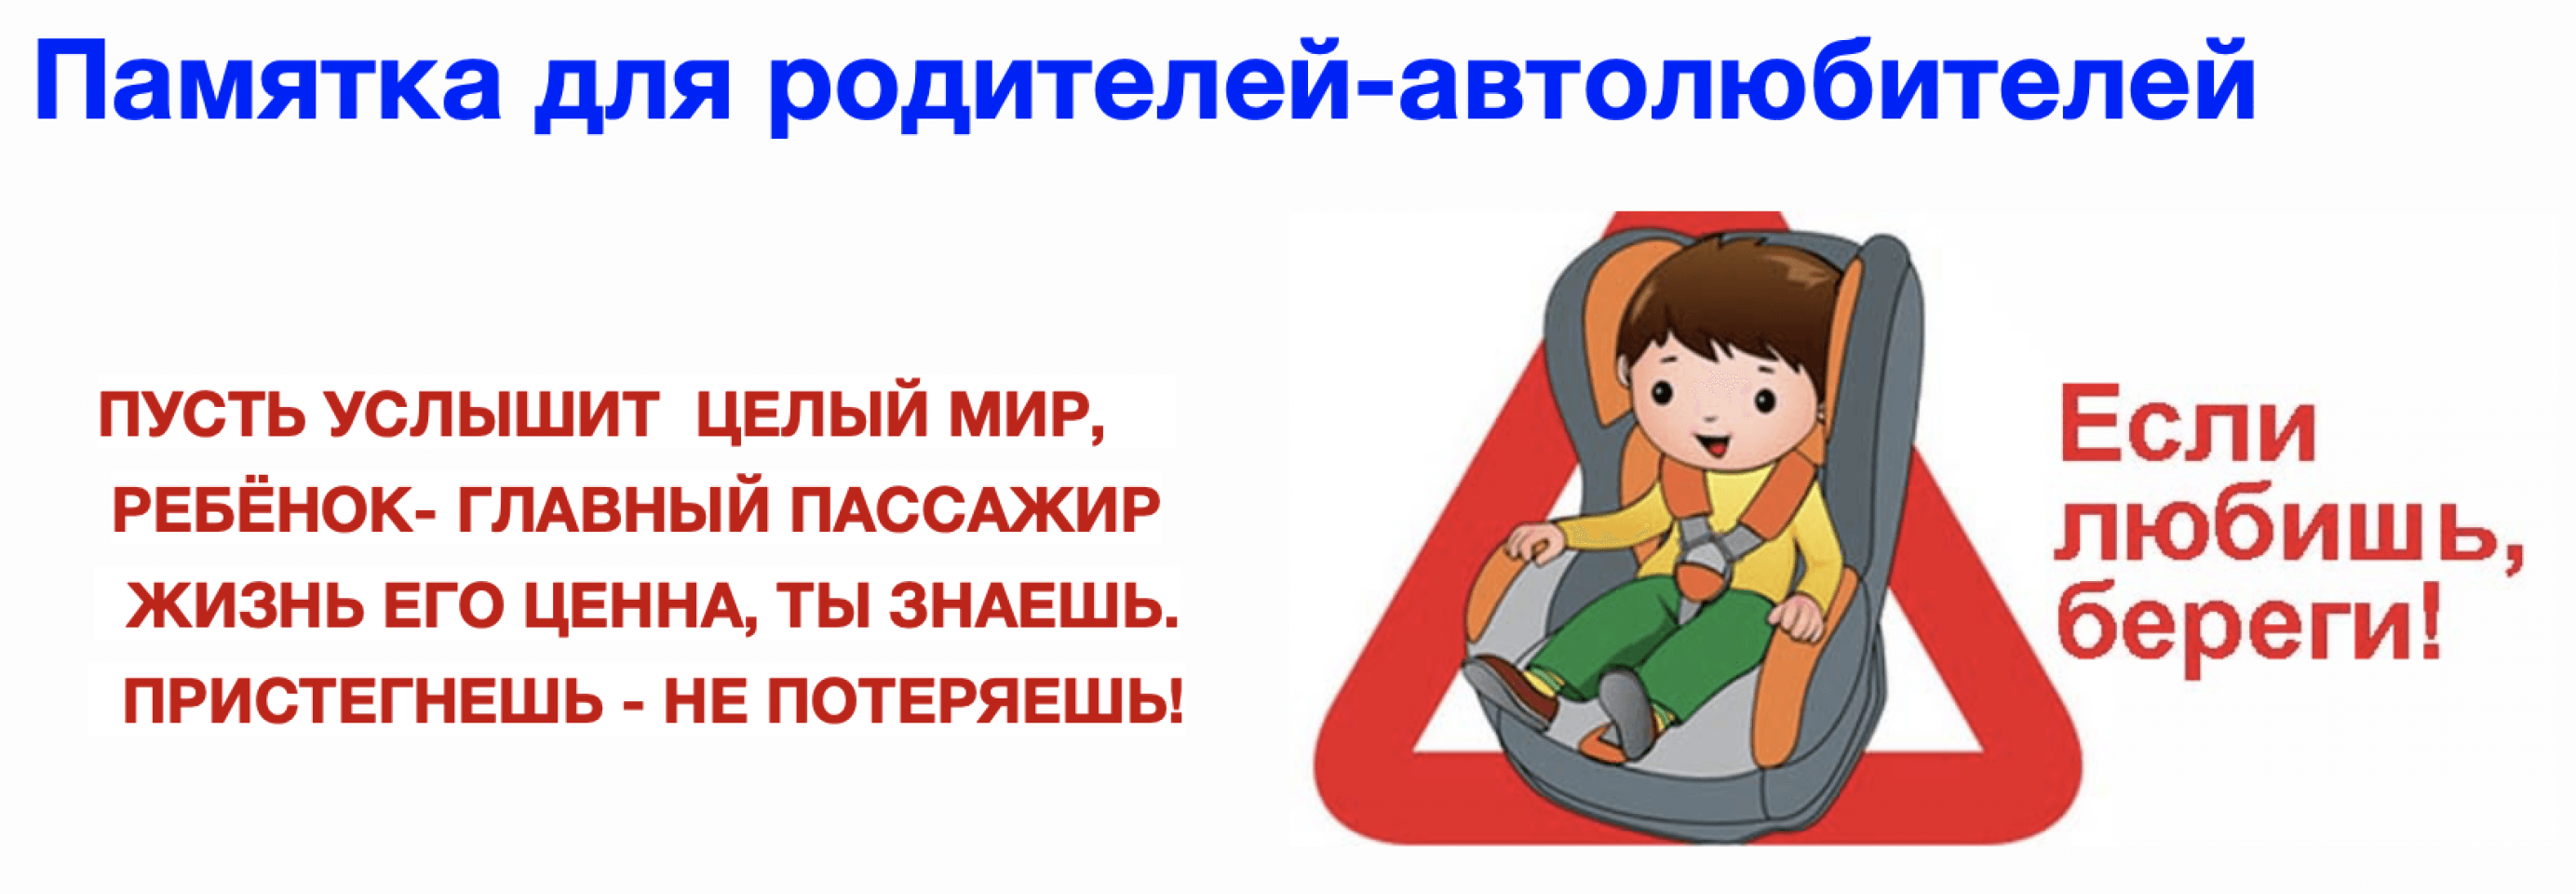 Памятка для родителей-автолюбителей
ПУСТЬ УСЛЫШИТ ЦЕЛЫЙ МИР,
РЕБЁНОК- ГЛАВНЫЙ ПАССАЖИР
ЖИЗНЬ ЕГО ЦЕННА, ТЫ ЗНАЕШЬ.
ПРИСТЕГНЕШЬ - НЕ ПОТЕРЯЕШЬ!
Если
любишь,
береги!